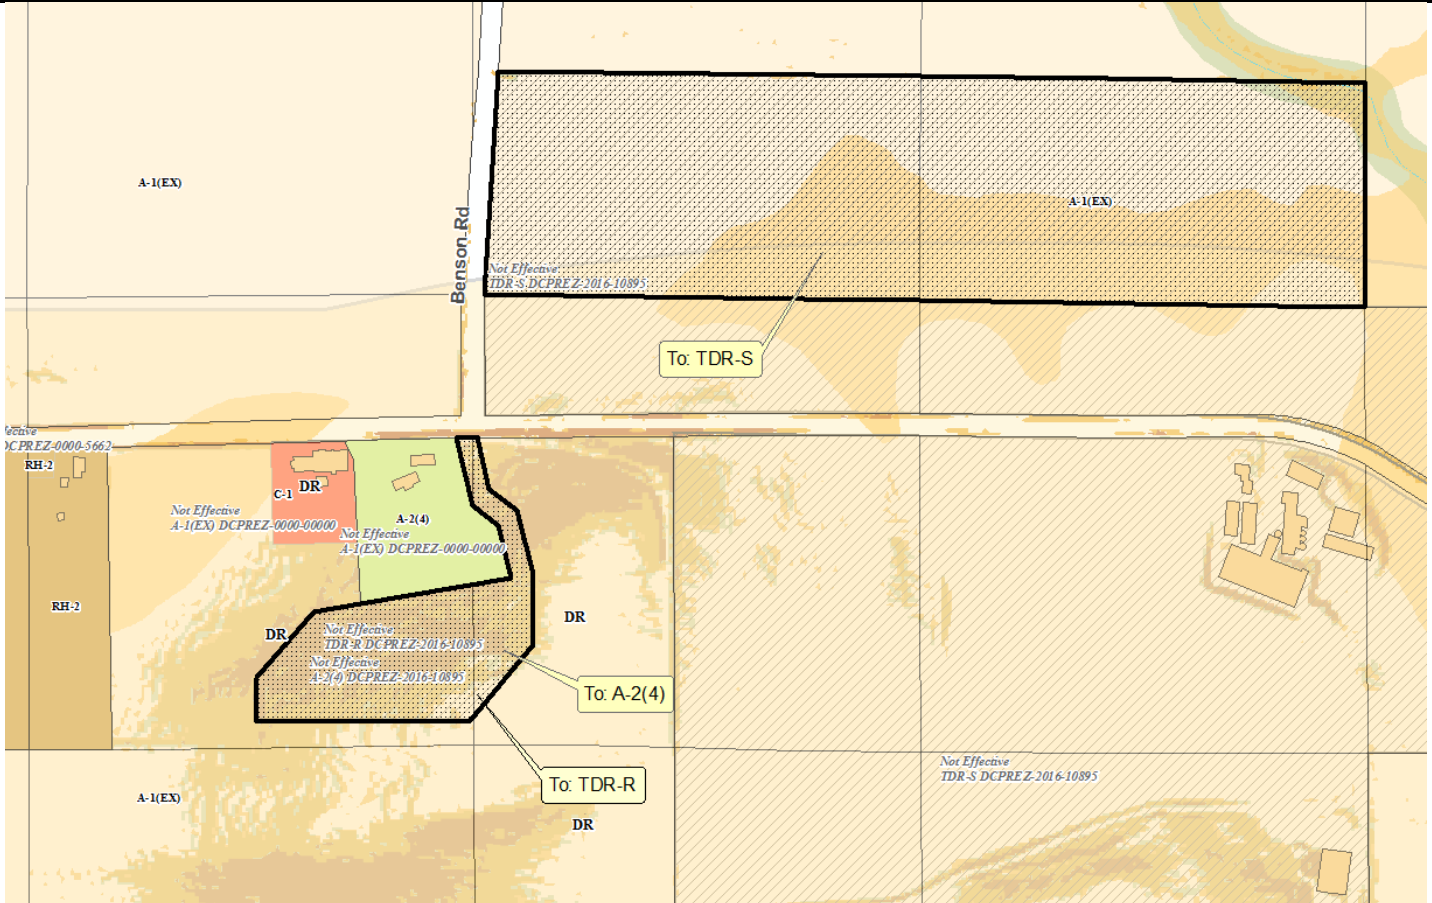 A-1(EX)
A-1(EX)
Benson Rd
Not Effective
TDR-S DCPREZ-2016-10895
To: TDR-S
DCPREZ-0000-5662
RH-2
C-1
DR
A-2(4)
Not Effective
A-1(EX) DCPREZ-0000-00000
Not Effective
A-1(EX) DCPREZ-0000-00000
RH-2
DR
DR
Not Effective
TDR-R DCPREZ-2016-10895
Not Effective
A-2(4) DCPREZ-2016-10895
To: A-2(4)
To: TDR-R
Not Effective
TDR-S DCPREZ-2016-10895
A-1(EX)
DR